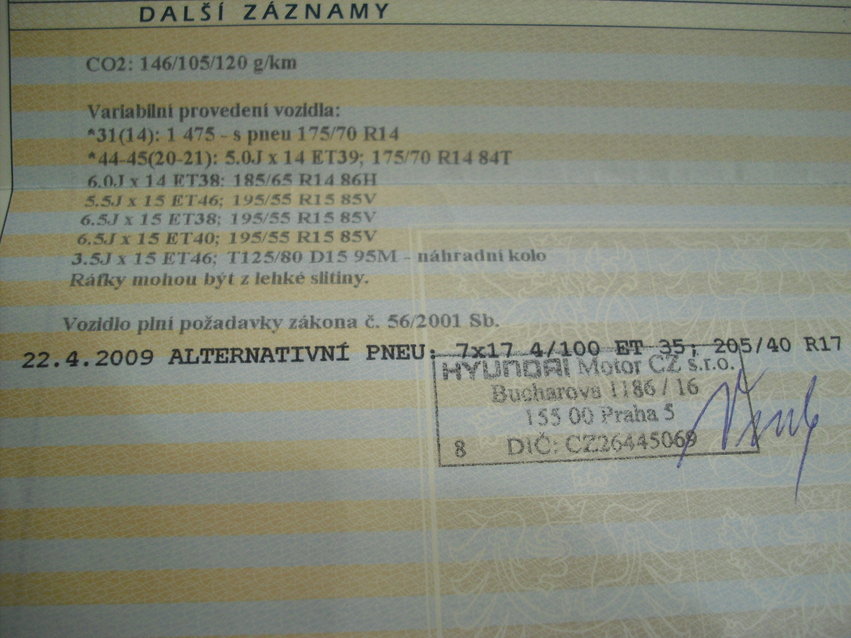 DALŠÍ ZÁZNAMY
CO2: 146/105/120 g/km
Variabilní provedení vozidla:
*31(14): 1 475 - s pneu 175/70 R14
*44-45(20-21): 5.0J x 14 ET39; 175/70 R14 84T
6.0J x 14 ET38; 185/65 R14 86H
5.5J x 15 ET46; 195/55 R15 85V
6.5J x 15 ET38; 195/55 R15 85V
6.5J x 15 ET40; 195/55 R15 85V
3.5J x 15 ET46; T125/80 D15 95M - náhradní kolo
Ráfky mohou být z lehké slitiny.
Vozidlo plní požadavky zákona č. 56/2001 Sb.
22.4.2009 ALTERNATIVNÍ PNEU: 7x17 4/100 ET 35; 205/40 R17
HYUNDAI Motor CZ s.r.o.
Bucharova 1186/16
155 00 Praha 5
8 DIČ: CZ26445069